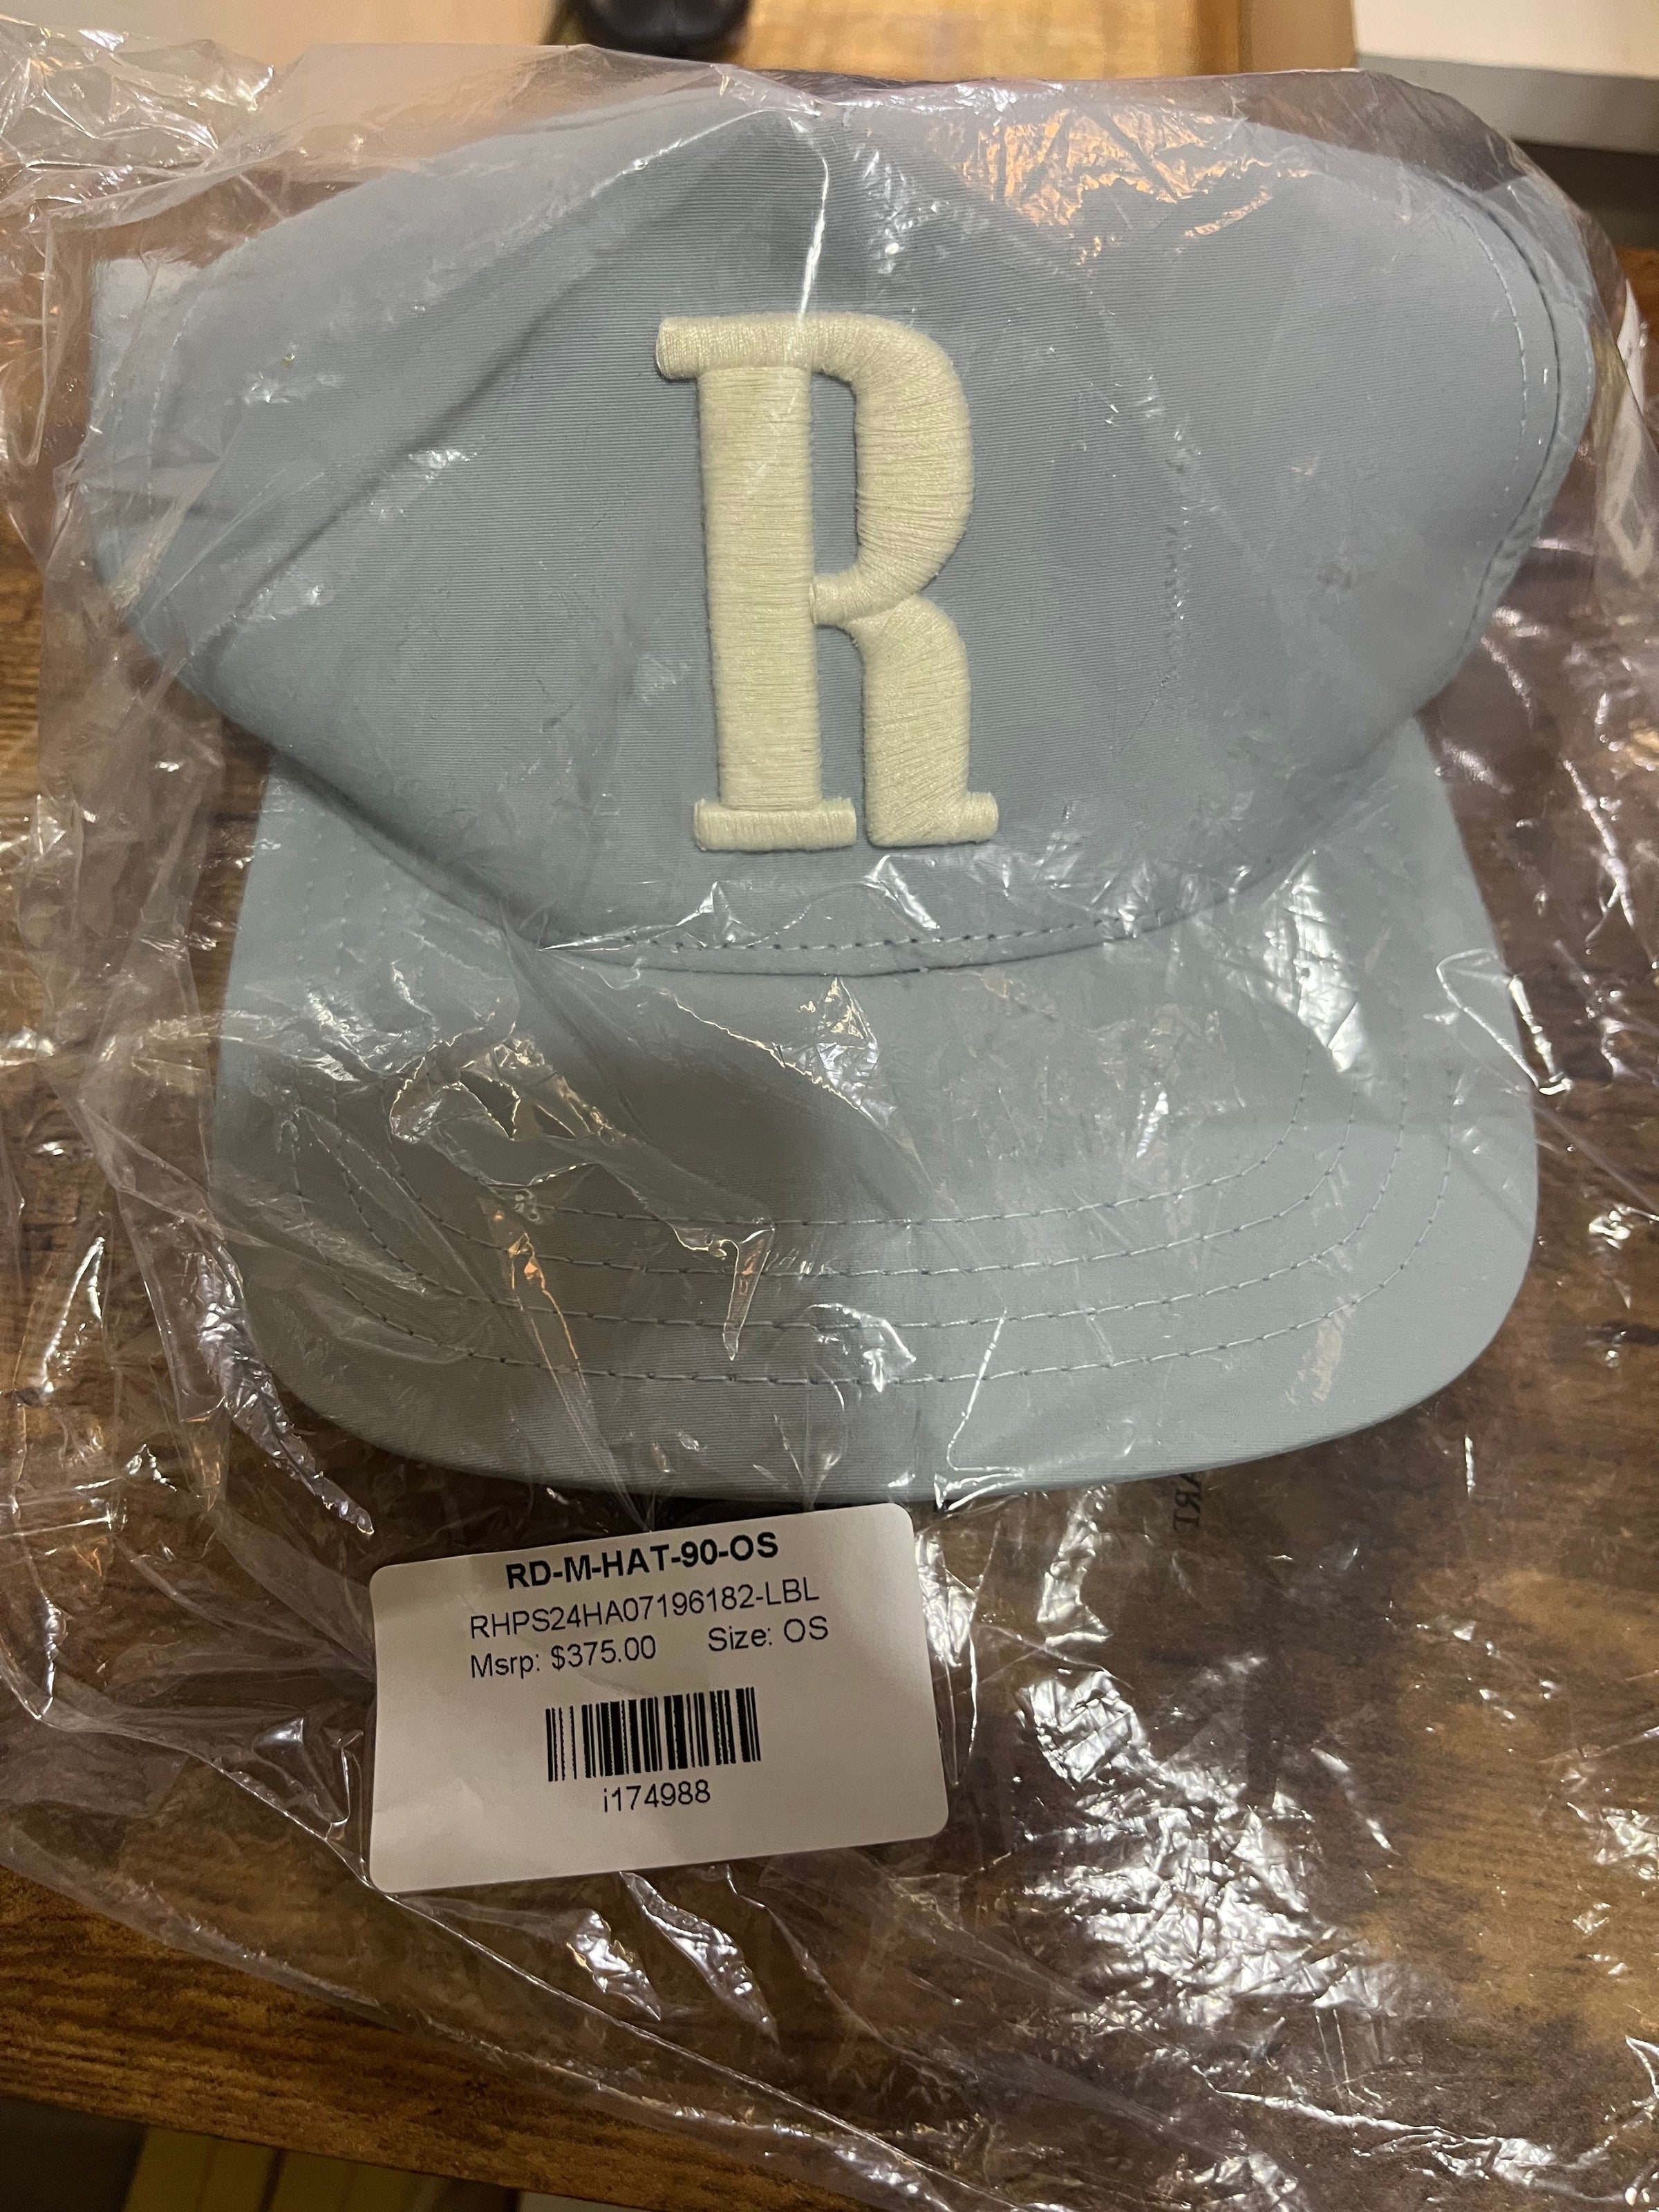 R
RD-M-HAT-90-OS
RHPS24HA07196182-LBL
Msrp: $375.00 Size: OS
i174988